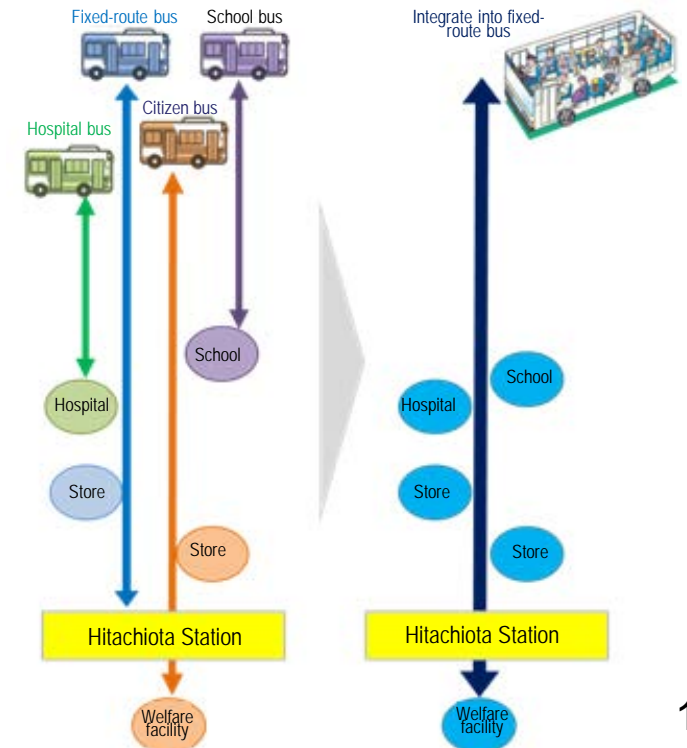 Fixed-route bus
School bus
Citizen bus
Hospital bus
School
Hospital
Store
Store
Hitachiota Station
Welfare
facility
Integrate into fixed-
route bus
School
Hospital
Store
Store
Hitachiota Station
Welfare
facility
1